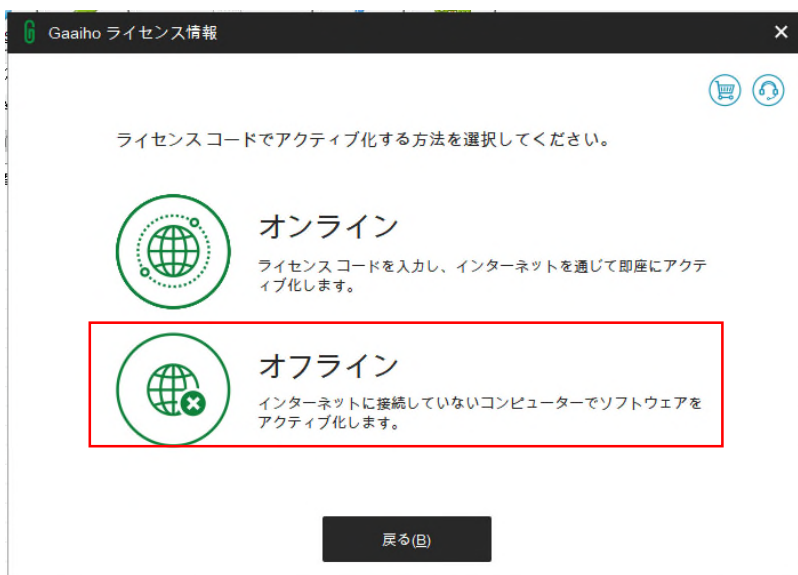 Gaaiho ライセンス情報
ライセンス コードでアクティブ化する方法を選択してください。
オンライン
ライセンス コードを入力し、インターネットを通じて即座にアクテ
ィブ化します。
オフライン
インターネットに接続していないコンピューターでソフトウェアを
アクティブ化します。
戻る(B)